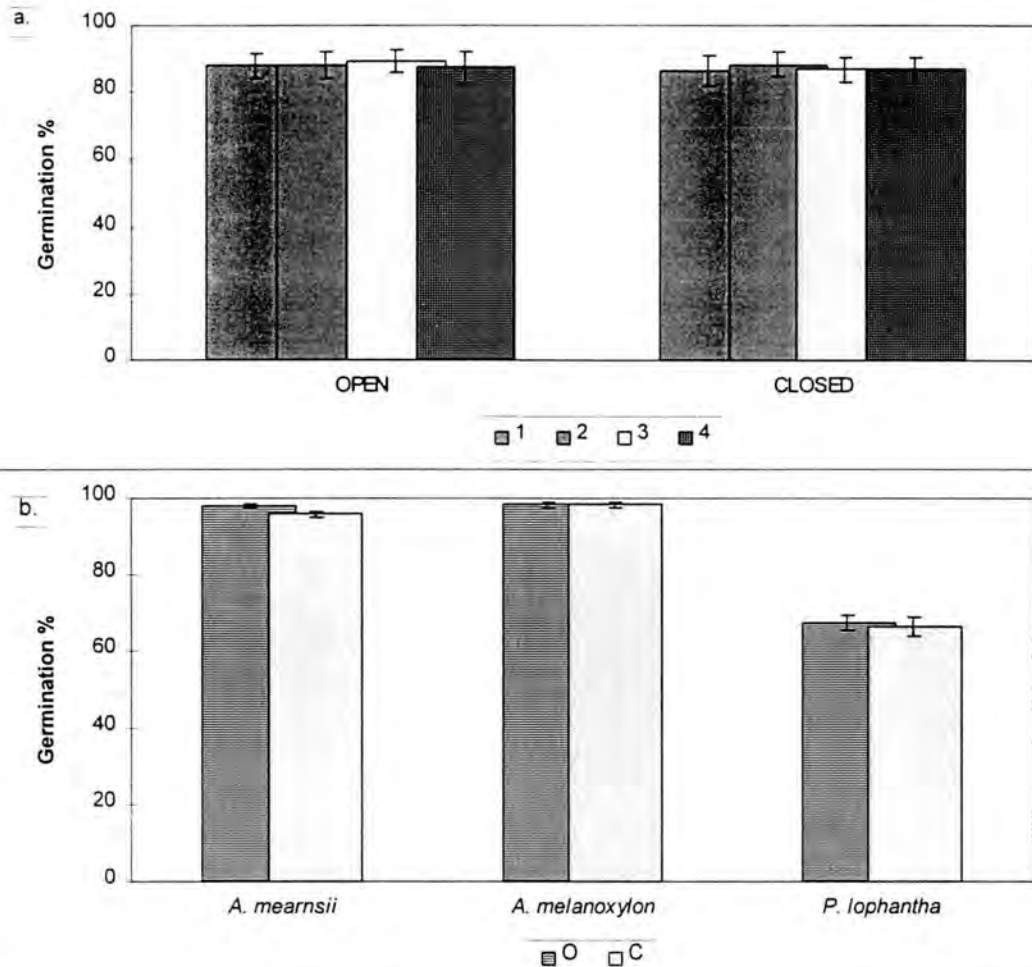 a.
100
80
60
40
20
0
Germination %
OPEN CLOSED
1 2 3 4
b.
100
80
60
40
20
0
Germination %
A. mearnsii A. melanoxylon P. lophantha
O C